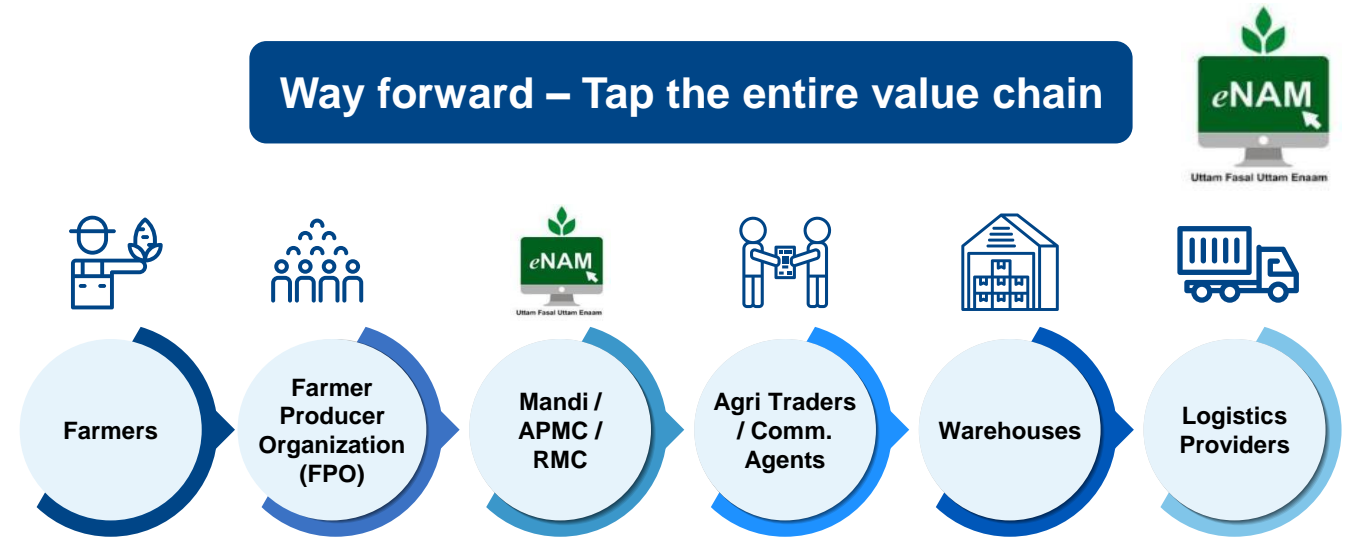 Way forward – Tap the entire value chain
eNAM
Uttam Fasal Uttam Enaam
eNAM
Uttam Fasal Uttam Enaam
Farmers
Farmer
Producer
Organization
(FPO)
Mandi /
APMC /
RMC
Agri Traders
/ Comm.
Agents
Warehouses
Logistics
Providers